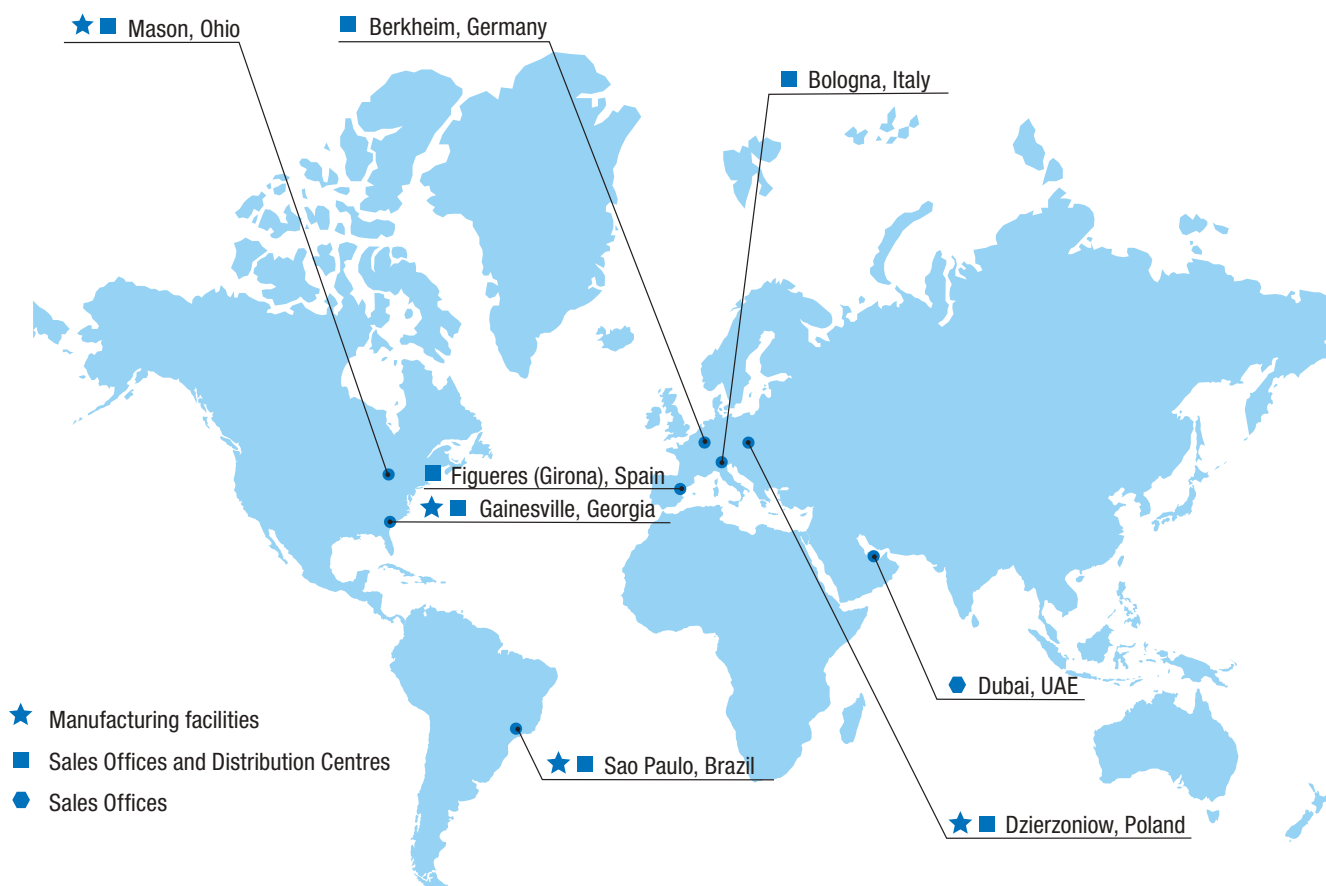 Mason, Ohio
Berkheim, Germany
Bologna, Italy
Figueres (Girona), Spain
Gainesville, Georgia
Dubai, UAE
Manufacturing facilities
Sales Offices and Distribution Centres
Sao Paulo, Brazil
Sales Offices
Dzierzoniow, Poland